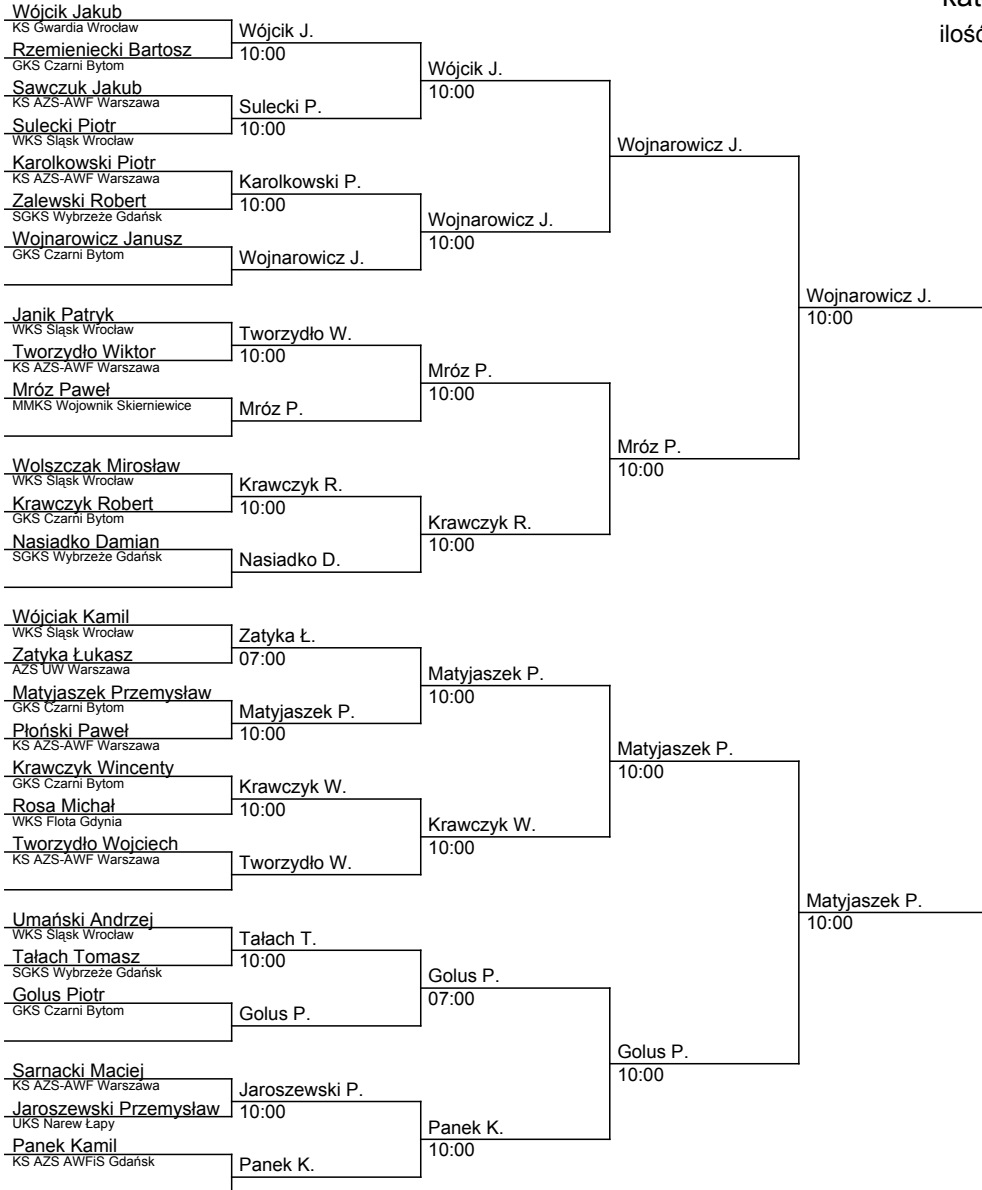 Wójcik Jakub
KS Gwardia Wrocław
Rzemieniecki Bartosz
GKS Czarni Bytom
Sawczuk Jakub
KS AZS-AWF Warszawa
Sulecki Piotr
WKS Śląsk Wrocław
Karolkowski Piotr
KS AZS-AWF Warszawa
Zalewski Robert
SGKS Wybrzeże Gdańsk
Wojnarowicz Janusz
GKS Czarni Bytom
Janik Patryk
WKS Śląsk Wrocław
Tworzydło Wiktor
KS AZS-AWF Warszawa
Mróz Paweł
MMKS Wojownik Skierniewice
Wolszczak Mirosław
WKS Śląsk Wrocław
Krawczyk Robert
GKS Czarni Bytom
Nasiadko Damian
SGKS Wybrzeże Gdańsk
Wójciak Kamil
WKS Śląsk Wrocław
Zatyka Łukasz
AZS UW Warszawa
Matyjaszek Przemysław
GKS Czarni Bytom
Płoński Paweł
KS AZS-AWF Warszawa
Krawczyk Wincenty
GKS Czarni Bytom
Rosa Michał
WKS Flota Gdynia
Tworzydło Wojciech
KS AZS-AWF Warszawa
Umański Andrzej
WKS Śląsk Wrocław
Tałach Tomasz
SGKS Wybrzeże Gdańsk
Golus Piotr
GKS Czarni Bytom
Sarnacki Maciej
KS AZS-AWF Warszawa
Jaroszewski Przemysław
UKS Narew Łapy
Panek Kamil
KS AZS AWFiS Gdańsk
Wójcik J.
10:00
Sulecki P.
10:00
Karolkowski P.
10:00
Wojnarowicz J.
Tworzydło W.
10:00
Mróz P.
Krawczyk R.
10:00
Nasiadko D.
Zatyka Ł.
07:00
Matyjaszek P.
10:00
Krawczyk W.
10:00
Tworzydło W.
Tałach T.
10:00
Golus P.
Jaroszewski P.
10:00
Panek K.
Wójcik J.
10:00
Wojnarowicz J.
10:00
Mróz P.
10:00
Krawczyk R.
10:00
Matyjaszek P.
10:00
Krawczyk W.
10:00
Golus P.
07:00
Panek K.
10:00
Wojnarowicz J.
Mróz P.
10:00
Matyjaszek P.
10:00
Golus P.
10:00
Wojnarowicz J.
10:00
Matyjaszek P.
10:00
ilość